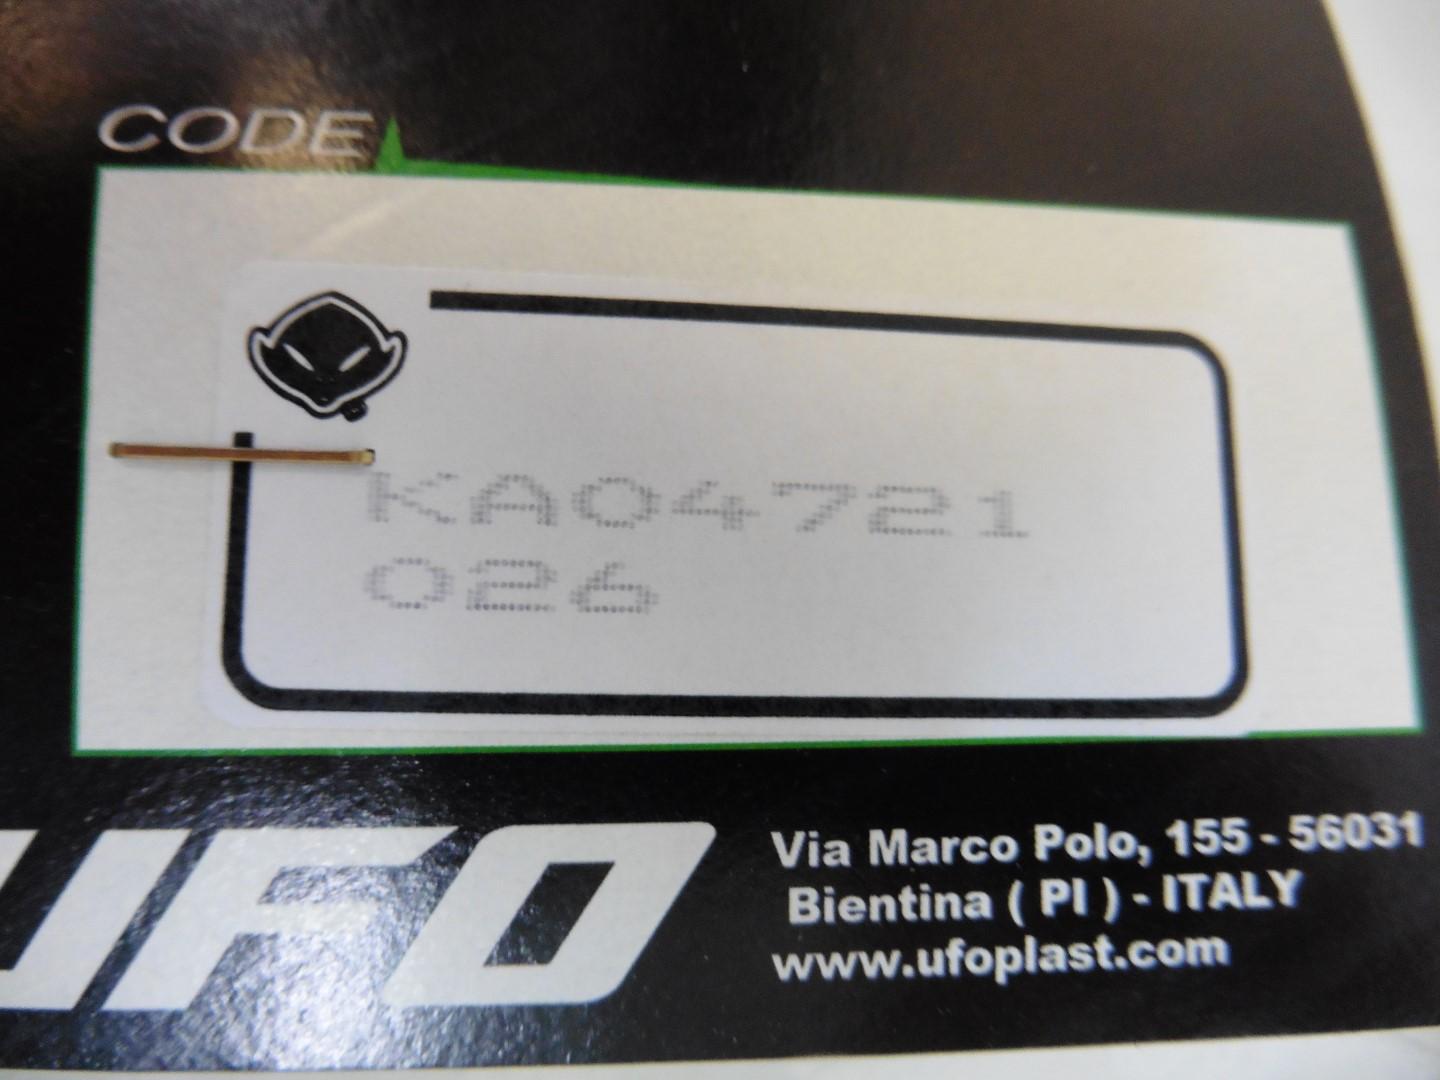 CODE
KA04721
026
UFO
Via Marco Polo, 155 - 56031
Bientina ( PI ) - ITALY
www.ufoplast.com